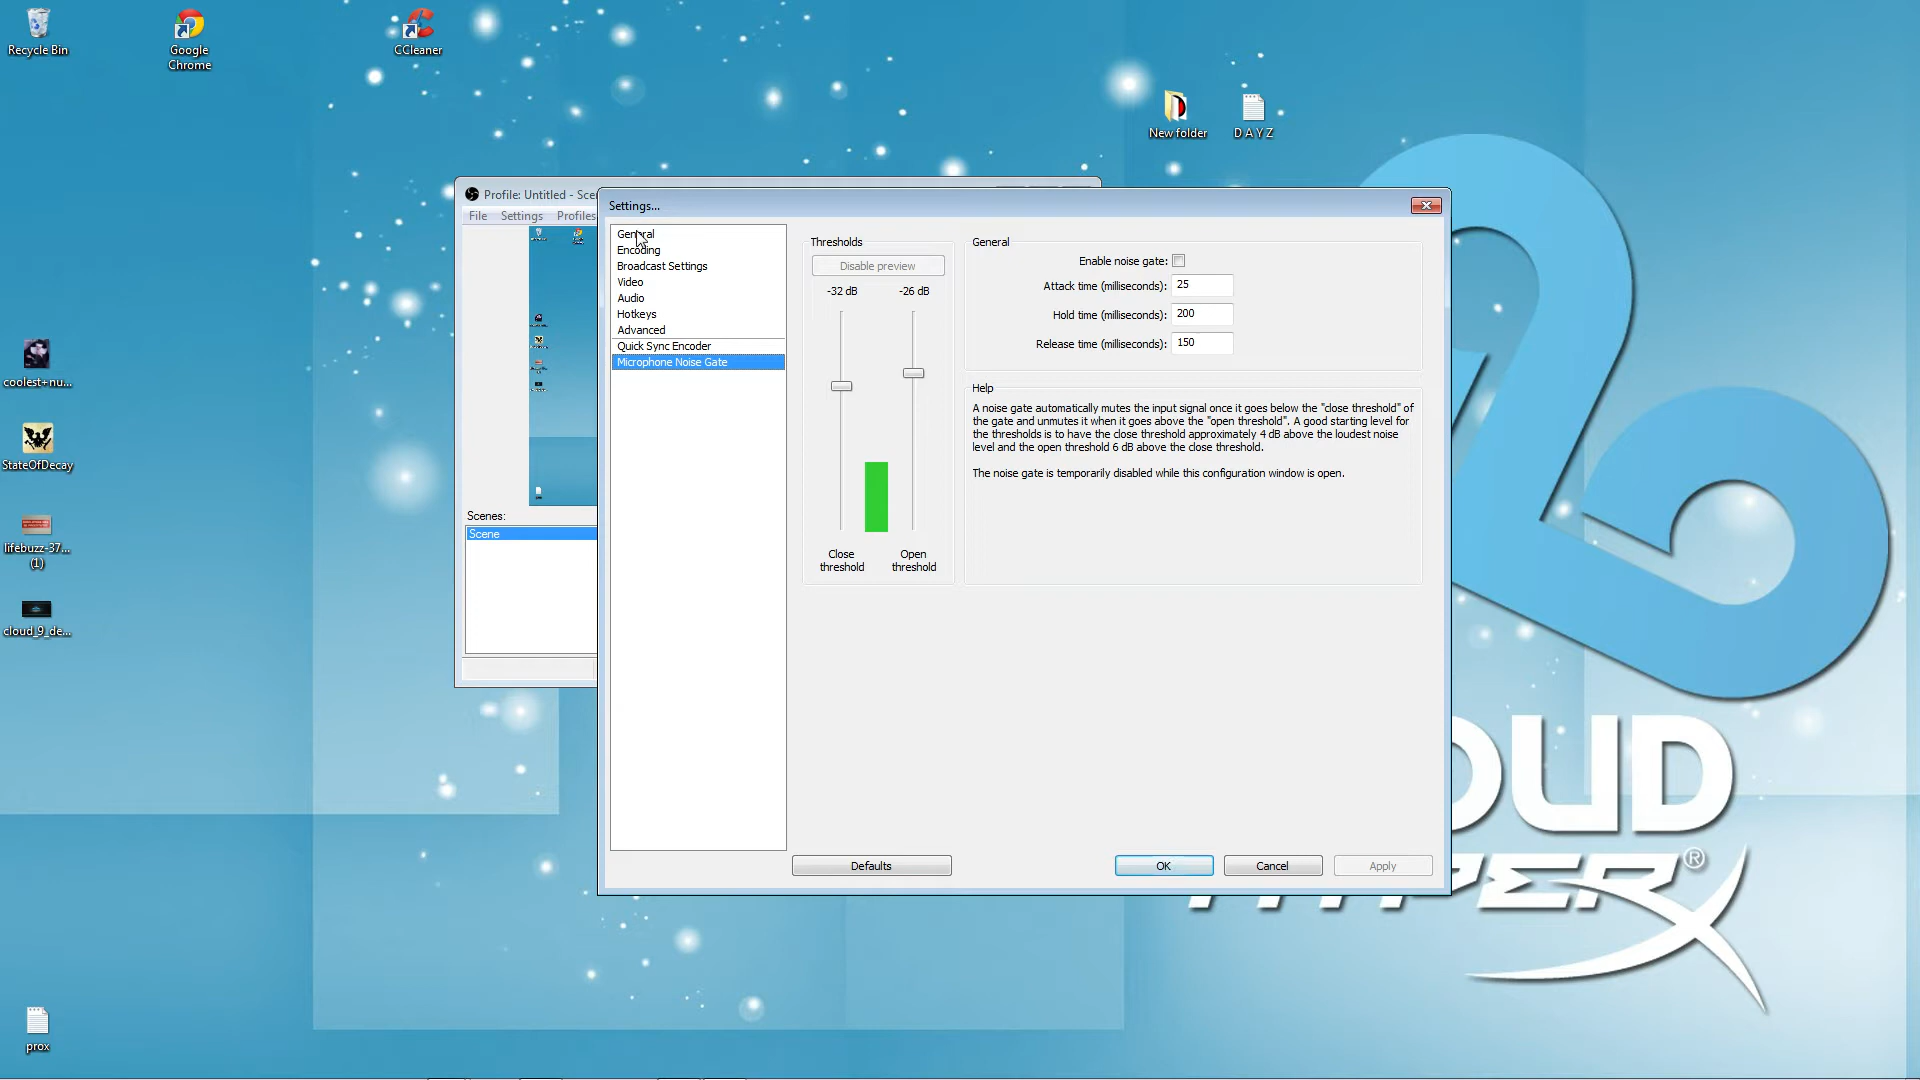 Recycle Bin
Google
Chrome
CCleaner
New folder
D A Y Z
coolest+nu...
StateOfDecay
lifebuzz-37...
(1)
cloud_9_de...
prox
Profile: Untitled - Scen
File Settings Profiles
Scenes:
Scene
Settings...
General
Encoding
Broadcast Settings
Video
Audio
Hotkeys
Advanced
Quick Sync Encoder
Microphone Noise Gate
Thresholds
Disable preview
-32 dB -26 dB
Close
threshold
Open
threshold
General
Enable noise gate:
Attack time (milliseconds): 25
Hold time (milliseconds): 200
Release time (milliseconds): 150
Help
A noise gate automatically mutes the input signal once it goes below the "close threshold" of
the gate and unmutes it when it goes above the "open threshold". A good starting level for
the thresholds is to have the close threshold approximately 4 dB above the loudest noise
level and the open threshold 6 dB above the close threshold.
The noise gate is temporarily disabled while this configuration window is open.
Defaults
OK
Cancel
Apply
OUD
YPERX®